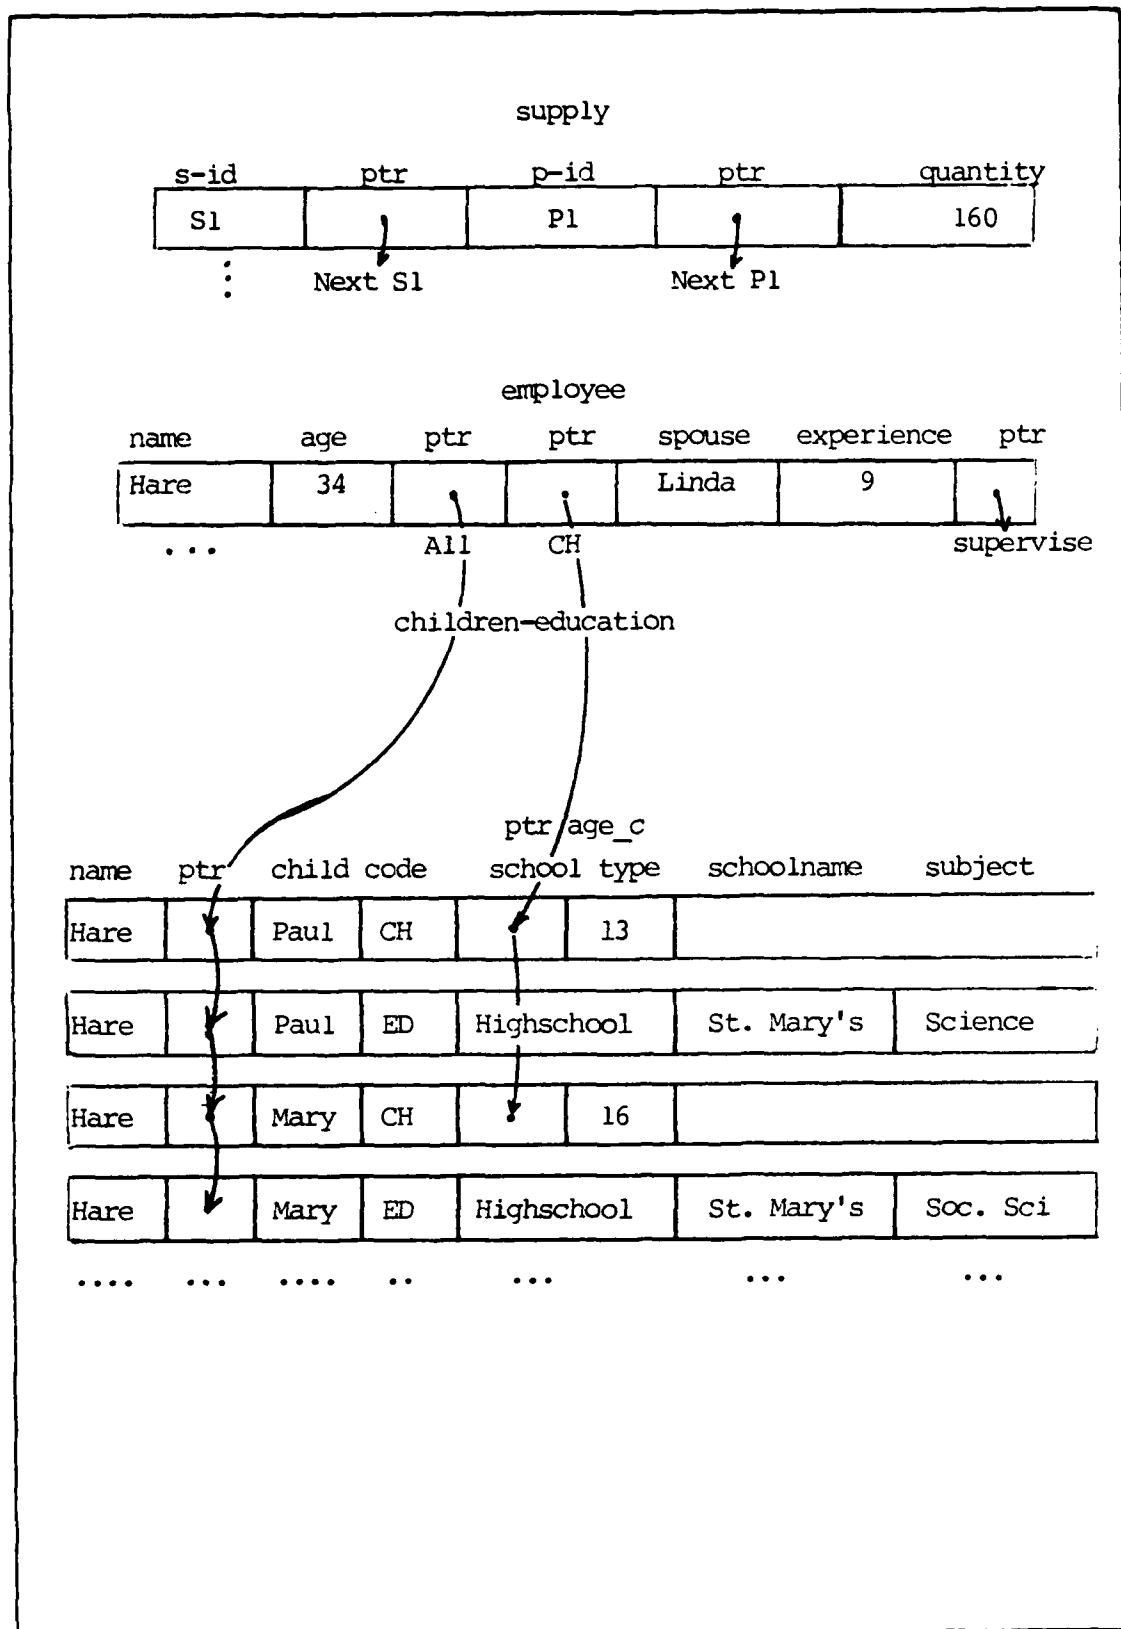 supply
s-id ptr p-id ptr quantity
S1 P1 160
Next S1 Next P1
employee
name age ptr ptr spouse experience ptr
Hare 34 Linda 9
... All CH supervise
children-education
ptr age_c
name ptr child code school type schoolname subject
Hare Paul CH 13
Hare Paul ED Highschool St. Mary's Science
Hare Mary CH 16
Hare Mary ED Highschool St. Mary's Soc. Sci
.... ... .... .. ... ... ...